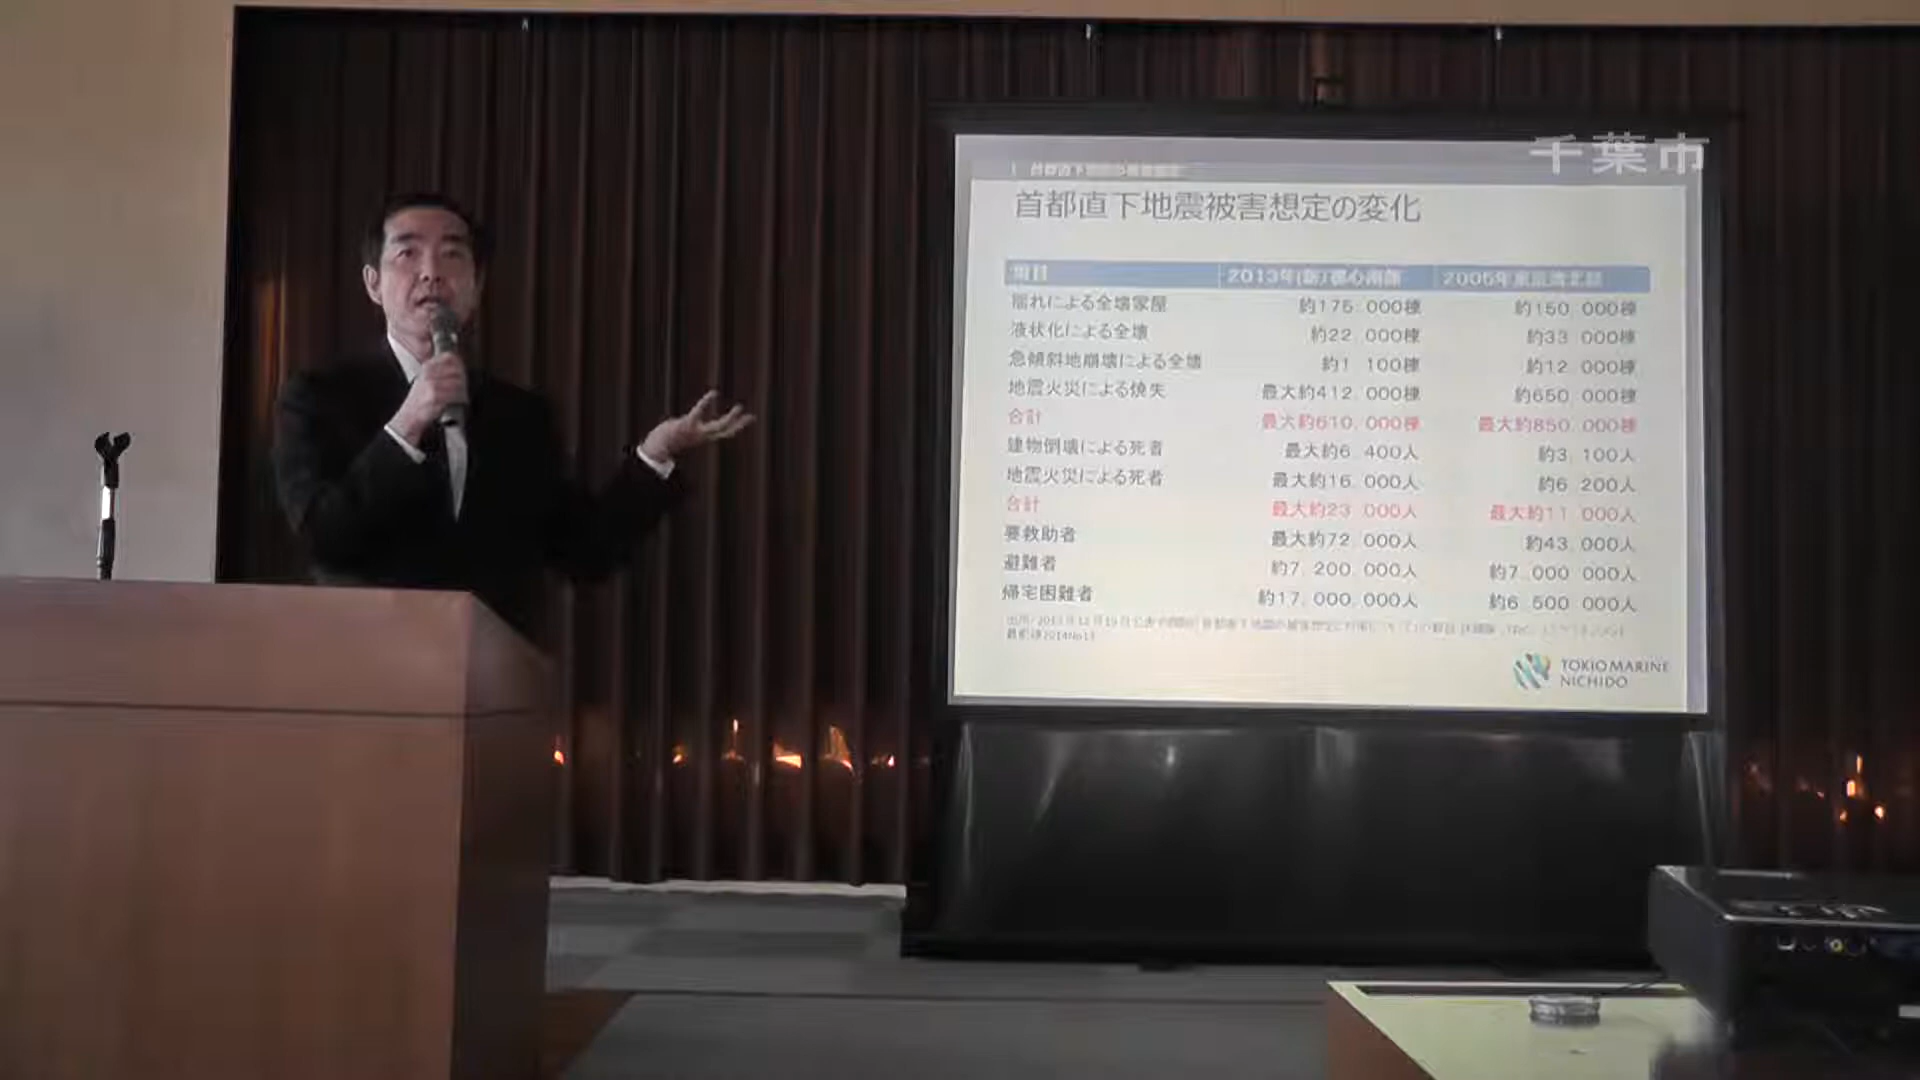 千葉市
首都直下地震被害想定の変化
項目 2013年(新)都心南部 2005年東京湾北部
揺れによる全壊家屋 約175,000棟 約150,000棟
液状化による全壊 約22,000棟 約33,000棟
急傾斜地崩壊による全壊 約1,100棟 約12,000棟
地震火災による焼失 最大約412,000棟 約650,000棟
合計 最大約610,000棟 最大約850,000棟
建物倒壊による死者 最大約6,400人 約3,100人
地震火災による死者 最大約16,000人 約6,200人
合計 最大約23,000人 最大約11,000人
要救助者 最大約72,000人 約43,000人
避難者 約7,200,000人 約7,000,000人
帰宅困難者 約17,000,000人 約6,500,000人
TOKIO MARINE
NICHIDO